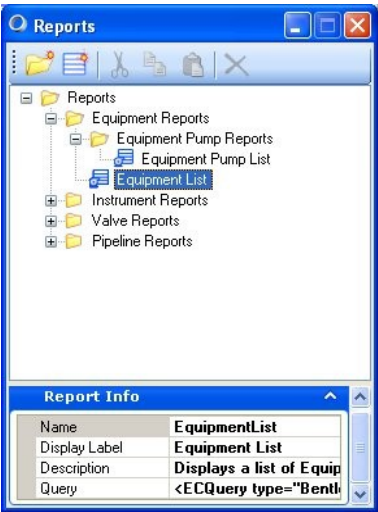 Reports
Reports
Equipment Reports
Equipment Pump Reports
Equipment Pump List
Equipment List
Instrument Reports
Valve Reports
Pipeline Reports
Report Info
Name EquipmentList
Display Label Equipment List
Description Displays a list of Equip
Query <ECQuery type="Bentl